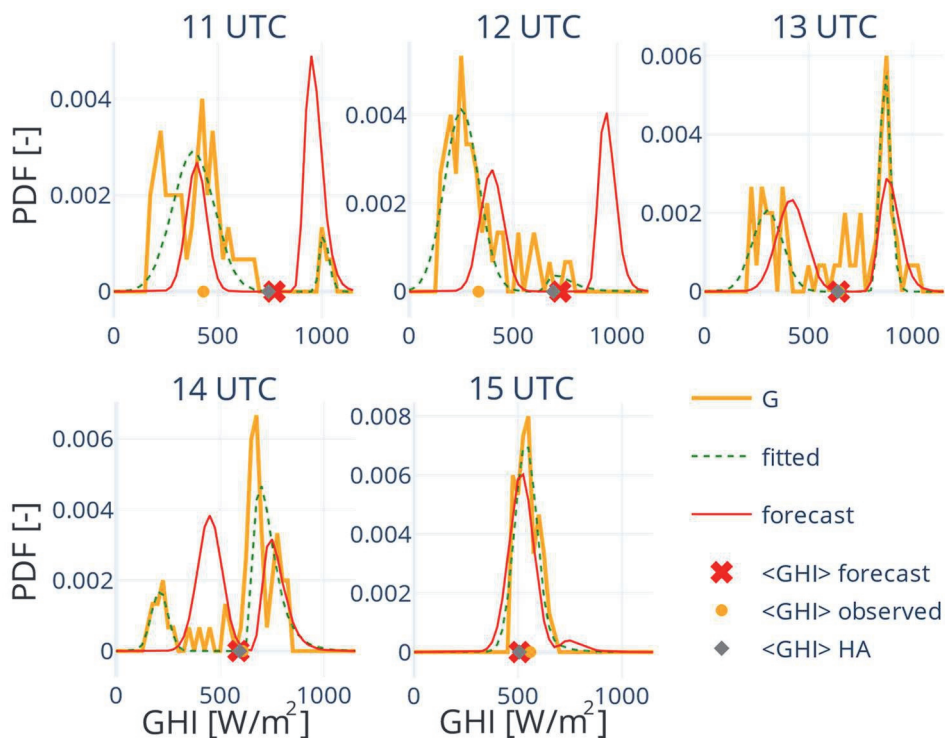 11 UTC
12 UTC
13 UTC
PDF [-]
0.004
0.002
0
0 500 1000
0.004
0.002
0
0 500 1000
0.006
0.004
0.002
0
0 500 1000
14 UTC
15 UTC
PDF [-]
0.006
0.004
0.002
0
0 500 1000
GHI [W/m²]
0.008
0.006
0.004
0.002
0
0 500 1000
GHI [W/m²]
G
fitted
forecast
<GHI> forecast
<GHI> observed
<GHI> HA